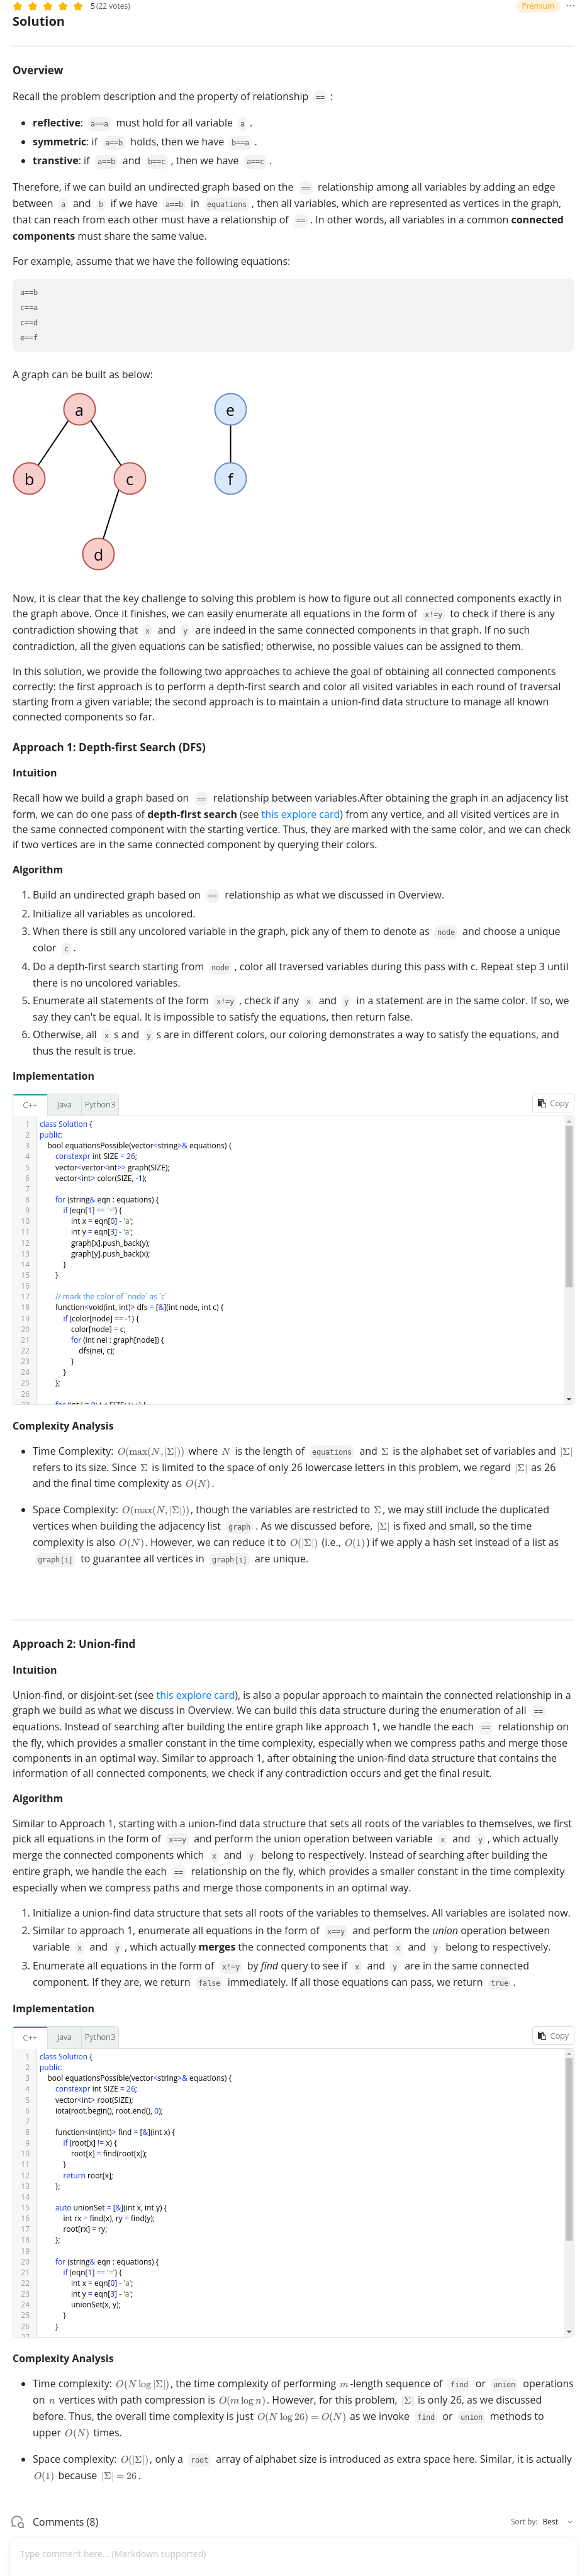 5 (22 votes)
Premium
Solution
Overview
Recall the problem description and the property of relationship == :
• reflective: a==a must hold for all variable a .
• symmetric: if a==b holds, then we have b==a .
• transtive: if a==b and b==c , then we have a==c .
Therefore, if we can build an undirected graph based on the == relationship among all variables by adding an edge
between a and b if we have a==b in equations , then all variables, which are represented as vertices in the graph,
that can reach from each other must have a relationship of == . In other words, all variables in a common connected
components must share the same value.
For example, assume that we have the following equations:
a==b
c==a
c==d
e==f
A graph can be built as below:
a
e
b
c
f
d
Now, it is clear that the key challenge to solving this problem is how to figure out all connected components exactly in
the graph above. Once it finishes, we can easily enumerate all equations in the form of x!=y to check if there is any
contradiction showing that x and y are indeed in the same connected components in that graph. If no such
contradiction, all the given equations can be satisfied; otherwise, no possible values can be assigned to them.
In this solution, we provide the following two approaches to achieve the goal of obtaining all connected components
correctly: the first approach is to perform a depth-first search and color all visited variables in each round of traversal
starting from a given variable; the second approach is to maintain a union-find data structure to manage all known
connected components so far.
Approach 1: Depth-first Search (DFS)
Intuition
Recall how we build a graph based on == relationship between variables.After obtaining the graph in an adjacency list
form, we can do one pass of depth-first search (see this explore card) from any vertex, and all visited vertices are in
the same connected component with the starting vertex. Thus, they are marked with the same color, and we can check
if two vertices are in the same connected component by querying their colors.
Algorithm
1. Build an undirected graph based on == relationship as what we discussed in Overview.
2. Initialize all variables as uncolored.
3. When there is still any uncolored variable in the graph, pick any of them to denote as node and choose a unique
color c .
4. Do a depth-first search starting from node , color all traversed variables during this pass with c. Repeat step 3 until
there is no uncolored variables.
5. Enumerate all statements of the form x!=y , check if any x and y in a statement are in the same color. If so, we
say they can't be equal. It is impossible to satisfy the equations, then return false.
6. Otherwise, all x s and y s are in different colors, our coloring demonstrates a way to satisfy the equations, and
thus the result is true.
Implementation
C++ Java Python3 Copy
1 class Solution {
2 public:
3 bool equationsPossible(vector<string>& equations) {
4 constexpr int SIZE = 26;
5 vector<vector<int>> graph(SIZE);
6 vector<int> color(SIZE, -1);
7
8 for (string& eqn : equations) {
9 if (eqn[1] == '=') {
10 int x = eqn[0] - 'a';
11 int y = eqn[3] - 'a';
12 graph[x].push_back(y);
13 graph[y].push_back(x);
14 }
15 }
16
17 // mark the color of `node` as `c`
18 function<void(int, int)> dfs = [&](int node, int c) {
19 if (color[node] == -1) {
20 color[node] = c;
21 for (int nei : graph[node]) {
22 dfs(nei, c);
23 }
24 }
25 };
26
Complexity Analysis
• Time Complexity: O(max(N, |Σ|)) where N is the length of equations and Σ is the alphabet set of variables and |Σ|
refers to its size. Since Σ is limited to the space of only 26 lowercase letters in this problem, we regard |Σ| as 26
and the final time complexity as O(N).
• Space Complexity: O(max(N, |Σ|)), though the variables are restricted to Σ, we may still include the duplicated
vertices when building the adjacency list graph . As we discussed before, |Σ| is fixed and small, so the time
complexity is also O(N). However, we can reduce it to O(|Σ|) (i.e., O(1)) if we apply a hash set instead of a list as
graph[i] to guarantee all vertices in graph[i] are unique.
Approach 2: Union-find
Intuition
Union-find, or disjoint-set (see this explore card), is also a popular approach to maintain the connected relationship in a
graph we build as what we discuss in Overview. We can build this data structure during the enumeration of all ==
equations. Instead of searching after building the entire graph like approach 1, we handle the each == relationship on
the fly, which provides a smaller constant in the time complexity, especially when we compress paths and merge those
components in an optimal way. Similar to approach 1, after obtaining the union-find data structure that contains the
information of all connected components, we check if any contradiction occurs and get the final result.
Algorithm
Similar to Approach 1, starting with a union-find data structure that sets all roots of the variables to themselves, we first
pick all equations in the form of x==y and perform the union operation between variable x and y , which actually
merge the connected components which x and y belong to respectively. Instead of searching after building the
entire graph, we handle the each == relationship on the fly, which provides a smaller constant in the time complexity
especially when we compress paths and merge those components in an optimal way.
1. Initialize a union-find data structure that sets all roots of the variables to themselves. All variables are isolated now.
2. Similar to approach 1, enumerate all equations in the form of x==y and perform the union operation between
variable x and y , which actually merges the connected components that x and y belong to respectively.
3. Enumerate all equations in the form of x!=y by find query to see if x and y are in the same connected
component. If they are, we return false immediately. If all those equations can pass, we return true .
Implementation
C++ Java Python3 Copy
1 class Solution {
2 public:
3 bool equationsPossible(vector<string>& equations) {
4 constexpr int SIZE = 26;
5 vector<int> root(SIZE);
6 iota(root.begin(), root.end(), 0);
7
8 function<int(int)> find = [&](int x) {
9 if (root[x] != x) {
10 root[x] = find(root[x]);
11 }
12 return root[x];
13 };
14
15 auto unionSet = [&](int x, int y) {
16 int rx = find(x), ry = find(y);
17 root[rx] = ry;
18 };
19
20 for (string& eqn : equations) {
21 if (eqn[1] == '=') {
22 int x = eqn[0] - 'a';
23 int y = eqn[3] - 'a';
24 unionSet(x, y);
25 }
26 }
Complexity Analysis
• Time complexity: O(N log |Σ|), the time complexity of performing m-length sequence of find or union operations
on n vertices with path compression is O(m log n). However, for this problem, |Σ| is only 26, as we discussed
before. Thus, the overall time complexity is just O(N log 26) = O(N) as we invoke find or union methods to
upper O(N) times.
• Space complexity: O(|Σ|), only a root array of alphabet size is introduced as extra space here. Similar, it is actually
O(1) because |Σ| = 26.
Comments (8)
Sort by: Best
Type comment here... (Markdown supported)